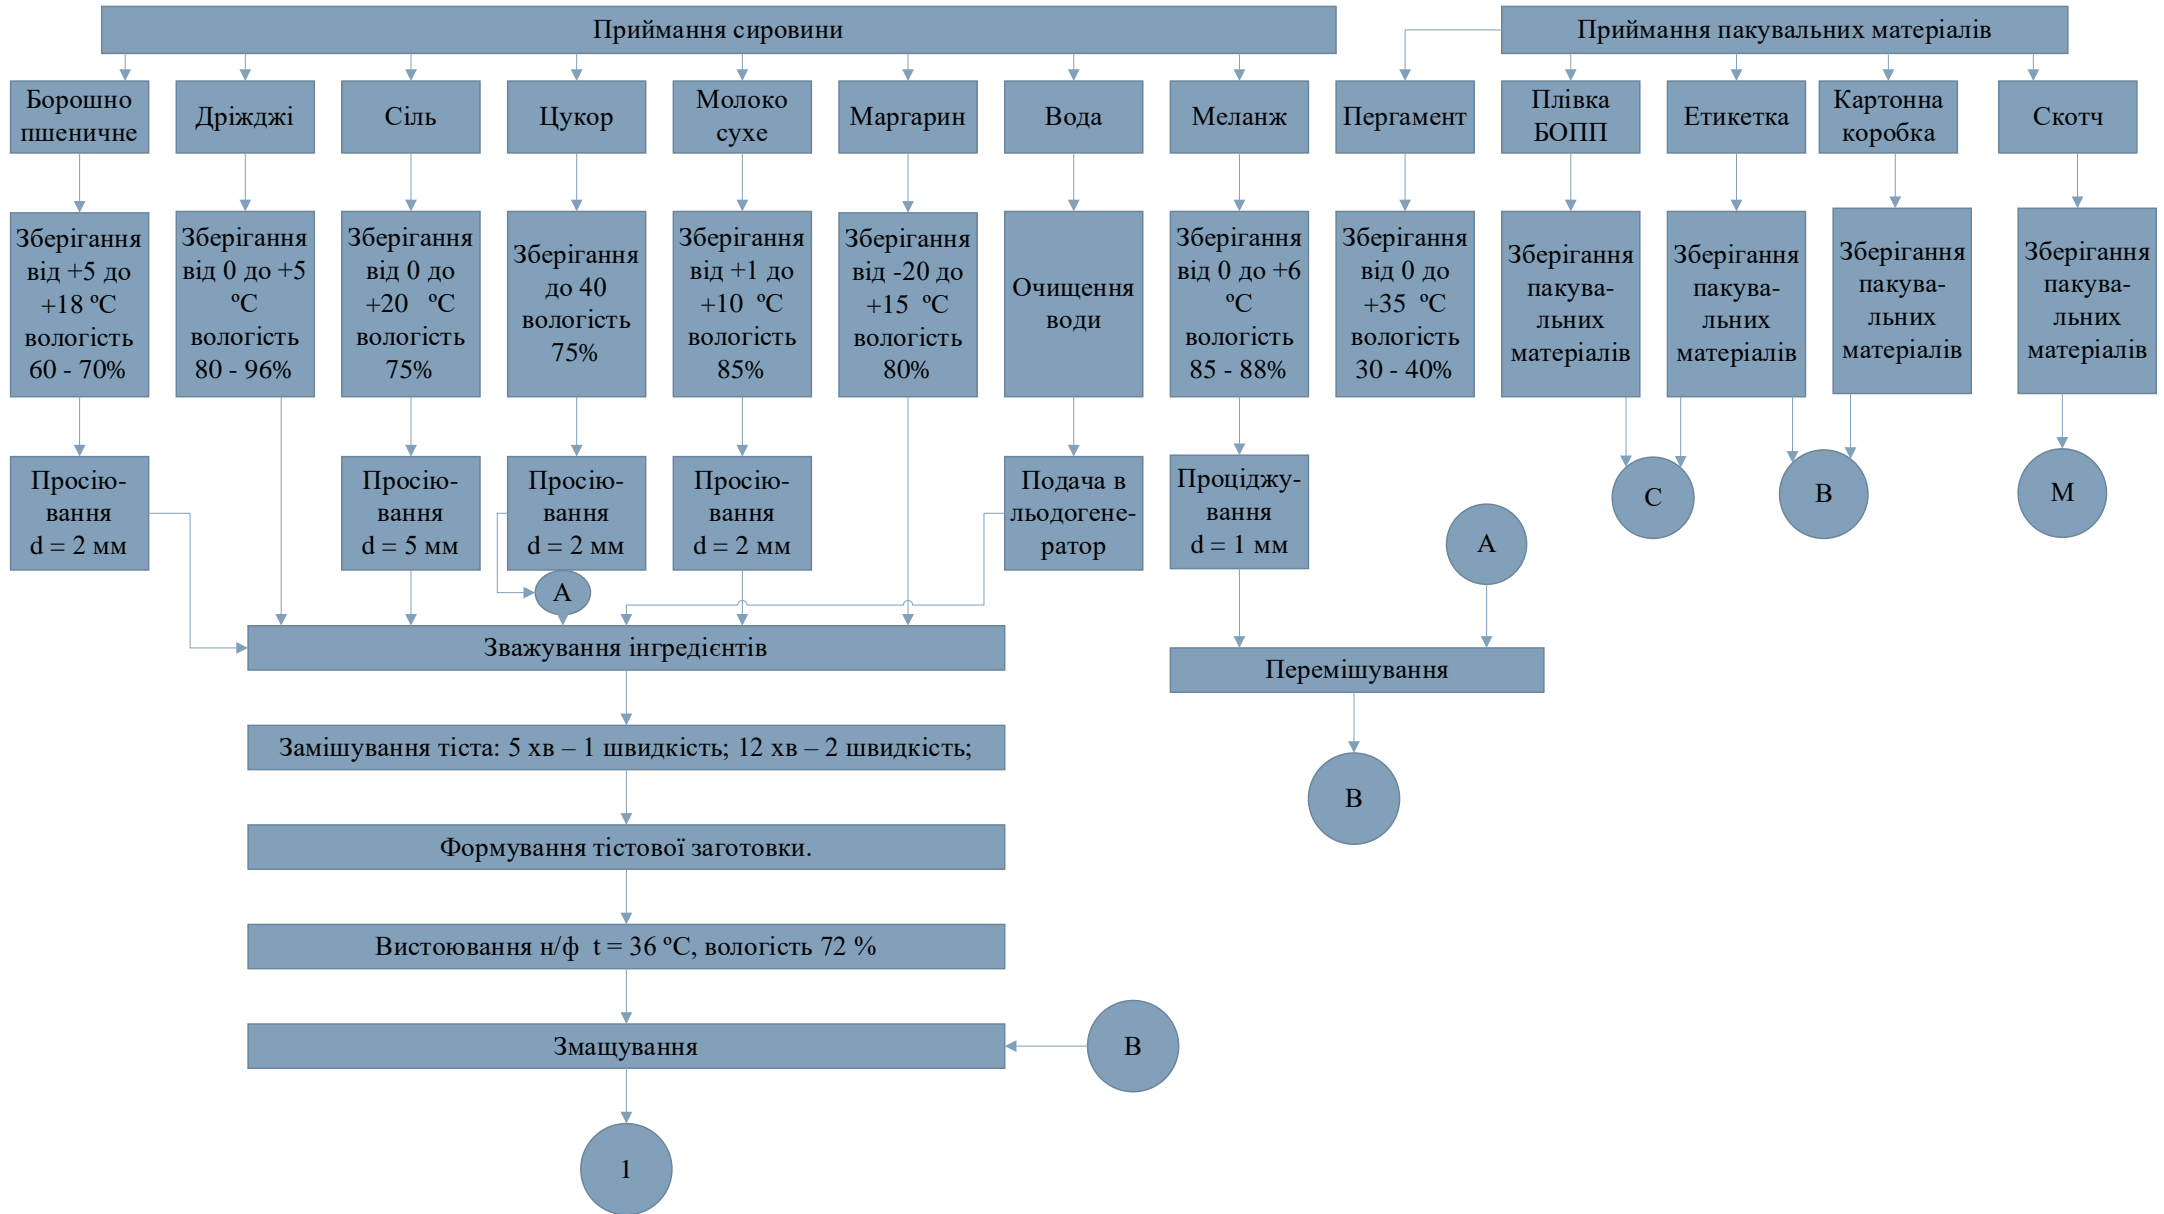 Приймання сировини
Приймання пакувальних матеріалів
Борошно
пшеничне
Дріжджі
Сіль
Цукор
Молоко
сухе
Маргарин
Вода
Меланж
Пергамент
Плівка
БОПП
Етикетка
Картонна
коробка
Скотч
Зберігання
від +5 до
+18 ºС
вологість
60 - 70%
Зберігання
від 0 до +5
ºС
вологість
80 - 96%
Зберігання
від 0 до
+20 ºС
вологість
75%
Зберігання
до 40
вологість
75%
Зберігання
від +1 до
+10 ºС
вологість
85%
Зберігання
від -20 до
+15 ºС
вологість
80%
Очищення
води
Зберігання
від 0 до +6
ºС
вологість
85 - 88%
Зберігання
від 0 до
+35 ºС
вологість
30 - 40%
Зберігання
пакува-
льних
матеріалів
Зберігання
пакува-
льних
матеріалів
Зберігання
пакува-
льних
матеріалів
Зберігання
пакува-
льних
матеріалів
Просію-
вання
d = 2 мм
Просію-
вання
d = 5 мм
Просію-
вання
d = 2 мм
Просію-
вання
d = 2 мм
Подача в
льодогене-
ратор
Проціджу-
вання
d = 1 мм
С
В
М
А
А
Зважування інгредієнтів
Перемішування
Замішування тіста: 5 хв – 1 швидкість; 12 хв – 2 швидкість;
В
Формування тістової заготовки.
Вистоювання н/ф t = 36 ºС, вологість 72 %
Змащування
В
1